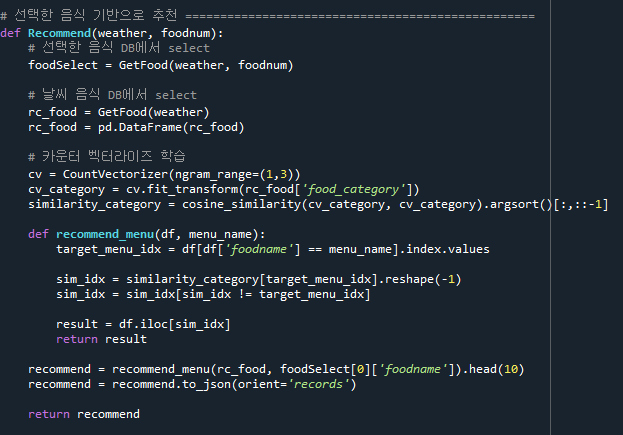 # 선택한 음식 기반으로 추천 ==================================================
def Recommend(weather, foodnum):
    # 선택한 음식 DB에서 select
    foodSelect = GetFood(weather, foodnum)

    # 날씨 음식 DB에서 select
    rc_food = GetFood(weather)
    rc_food = pd.DataFrame(rc_food)

    # 카운터 벡터라이즈 학습
    cv = CountVectorizer(ngram_range=(1,3))
    cv_category = cv.fit_transform(rc_food['food_category'])
    similarity_category = cosine_similarity(cv_category, cv_category).argsort()[:,::-1]

    def recommend_menu(df, menu_name):
        target_menu_idx = df[df['foodname'] == menu_name].index.values

        sim_idx = similarity_category[target_menu_idx].reshape(-1)
        sim_idx = sim_idx[sim_idx != target_menu_idx]

        result = df.iloc[sim_idx]
        return result

    recommend = recommend_menu(rc_food, foodSelect[0]['foodname']).head(10)
    recommend = recommend.to_json(orient='records')

    return recommend